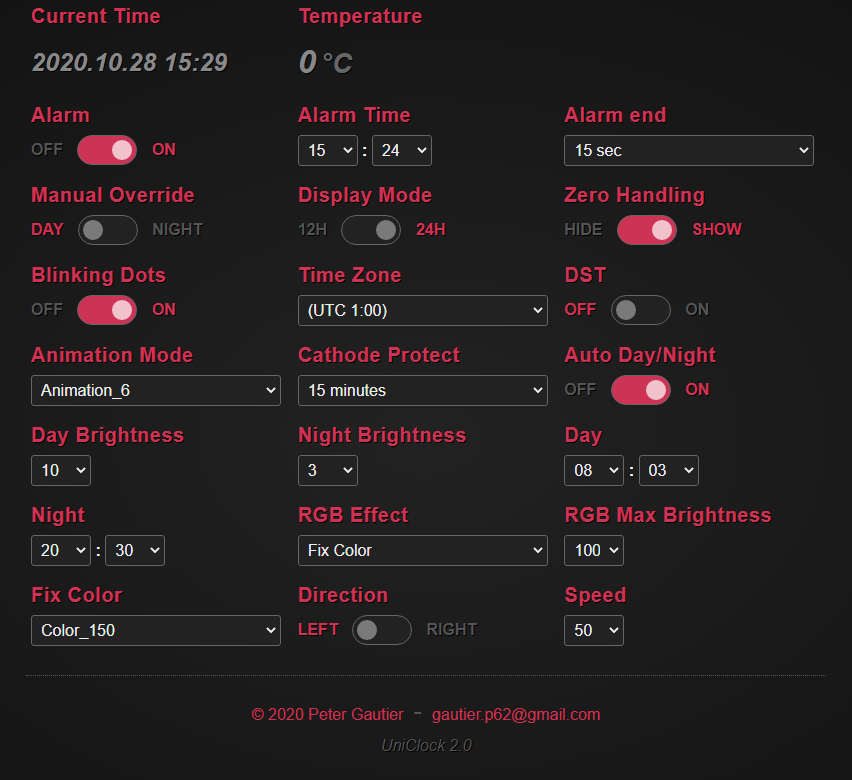 Current Time Temperature
2020.10.28 15:29 0 °C
Alarm Alarm Time Alarm end
OFF ON 15 : 24 15 sec
Manual Override Display Mode Zero Handling
DAY NIGHT 12H 24H HIDE SHOW
Blinking Dots Time Zone DST
OFF ON (UTC 1:00) OFF ON
Animation Mode Cathode Protect Auto Day/Night
Animation_6 15 minutes OFF ON
Day Brightness Night Brightness Day
10 3 08 : 03
Night RGB Effect RGB Max Brightness
20 : 30 Fix Color 100
Fix Color Direction Speed
Color_150 LEFT RIGHT 50
© 2020 Peter Gautier – gautier.p62@gmail.com
UniClock 2.0